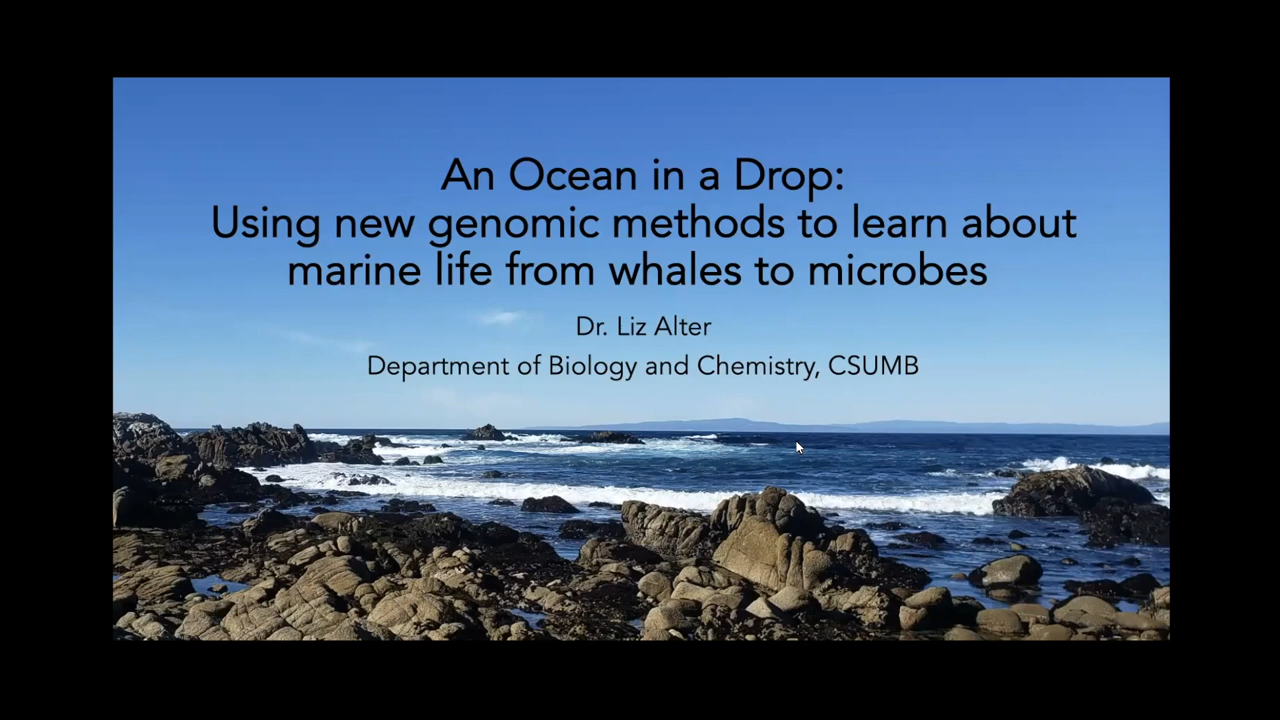 An Ocean in a Drop:
Using new genomic methods to learn about
marine life from whales to microbes
Dr. Liz Alter
Department of Biology and Chemistry, CSUMB